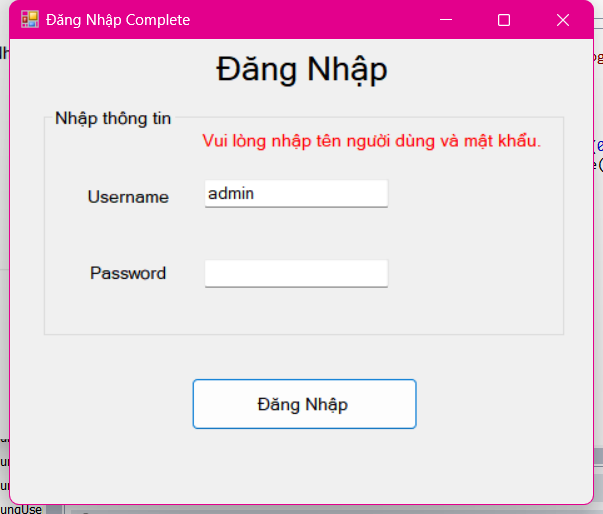 Đăng Nhập Complete
Đăng Nhập
Nhập thông tin
Vui lòng nhập tên người dùng và mật khẩu.
Username
admin
Password
Đăng Nhập
ungUse